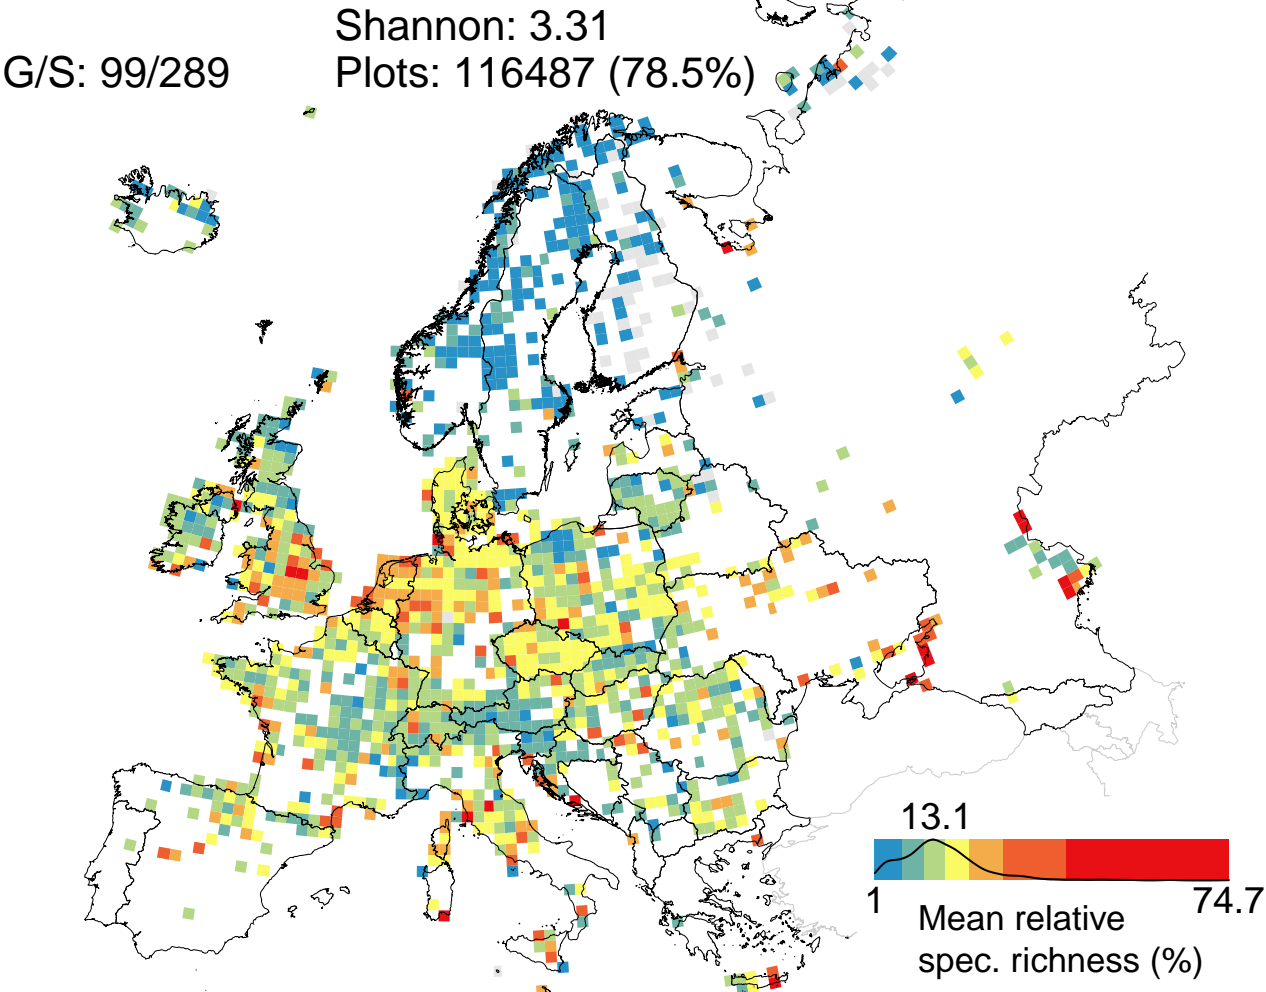 Shannon: 3.31
G/S: 99/289
Plots: 116487 (78.5%)
13.1
1
74.7
Mean relative
spec. richness (%)